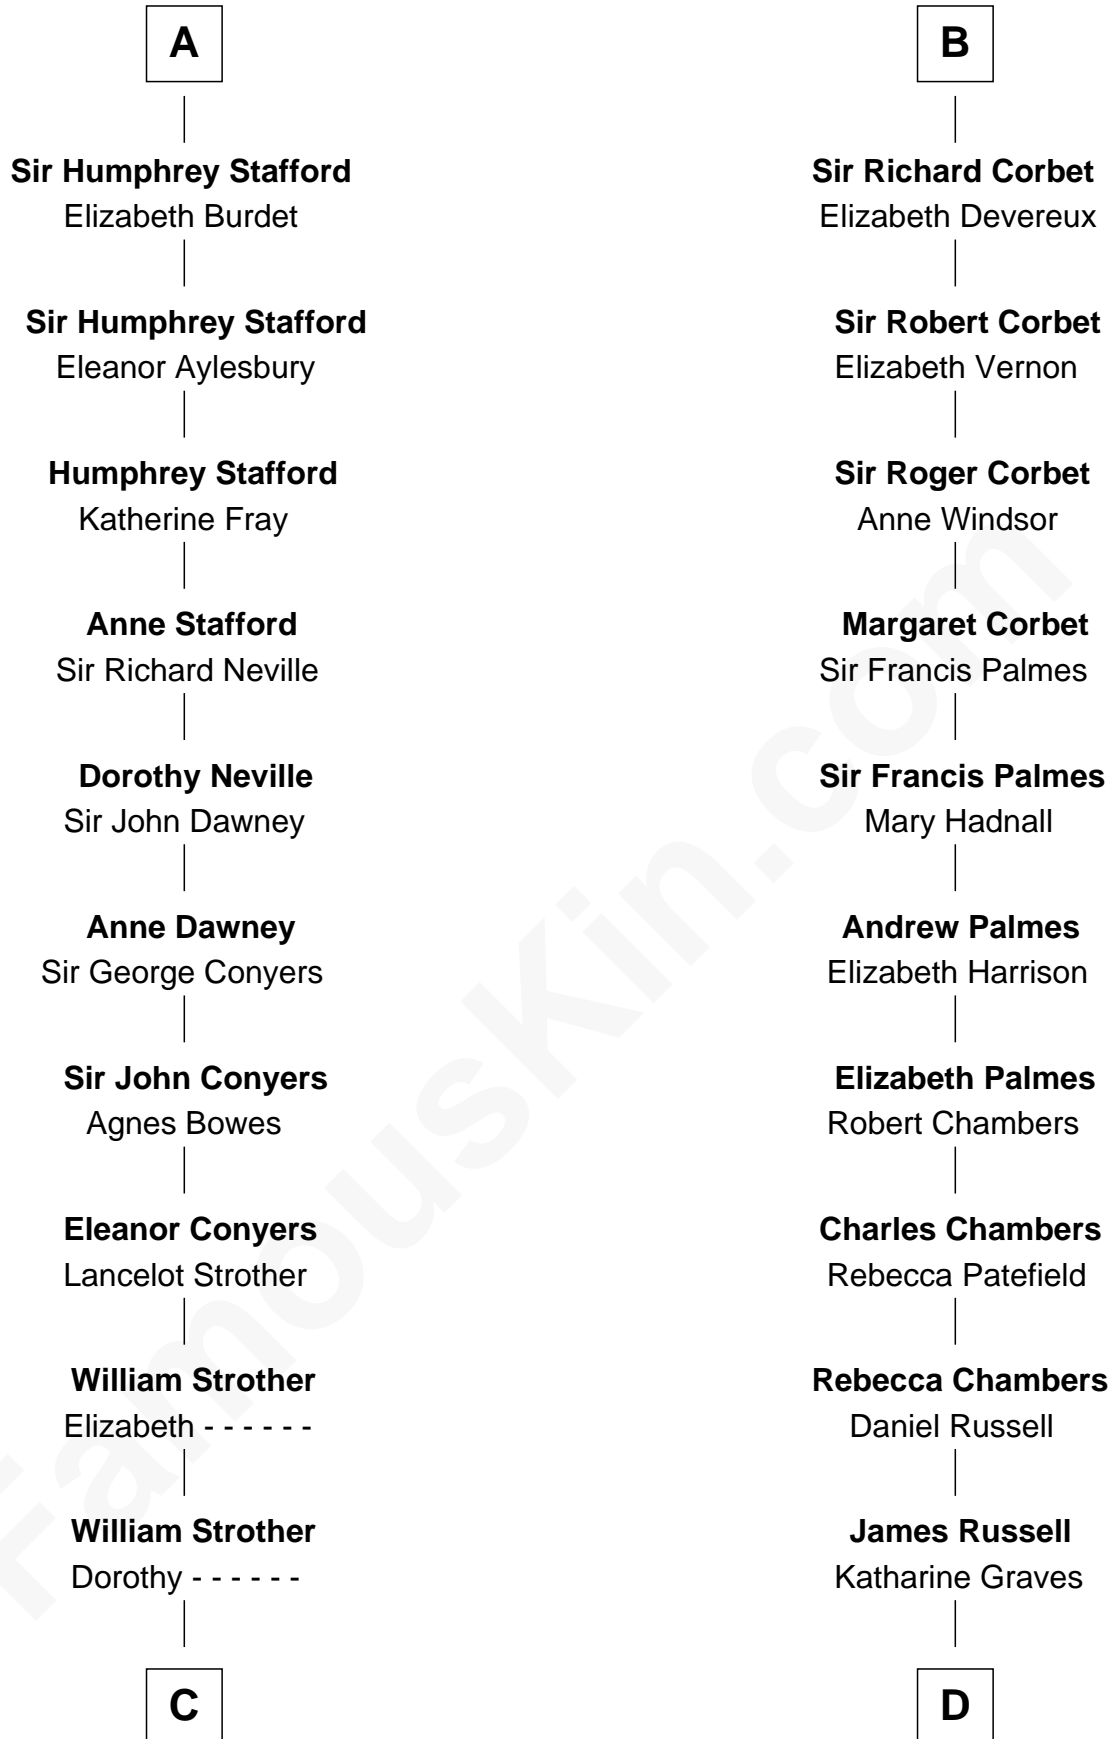 A
Sir Humphrey Stafford
Elizabeth Burdet
Sir Humphrey Stafford
Eleanor Aylesbury
Humphrey Stafford
Katherine Fray
Anne Stafford
Sir Richard Neville
Dorothy Neville
Sir John Dawney
Anne Dawney
Sir George Conyers
Sir John Conyers
Agnes Bowes
Eleanor Conyers
Lancelot Strother
William Strother
Elizabeth - - - - - -
William Strother
Dorothy - - - - - -
C
B
Sir Richard Corbet
Elizabeth Devereux
Sir Robert Corbet
Elizabeth Vernon
Sir Roger Corbet
Anne Windsor
Margaret Corbet
Sir Francis Palmes
Sir Francis Palmes
Mary Hadnall
Andrew Palmes
Elizabeth Harrison
Elizabeth Palmes
Robert Chambers
Charles Chambers
Rebecca Patefield
Rebecca Chambers
Daniel Russell
James Russell
Katharine Graves
D
FamousKin.com